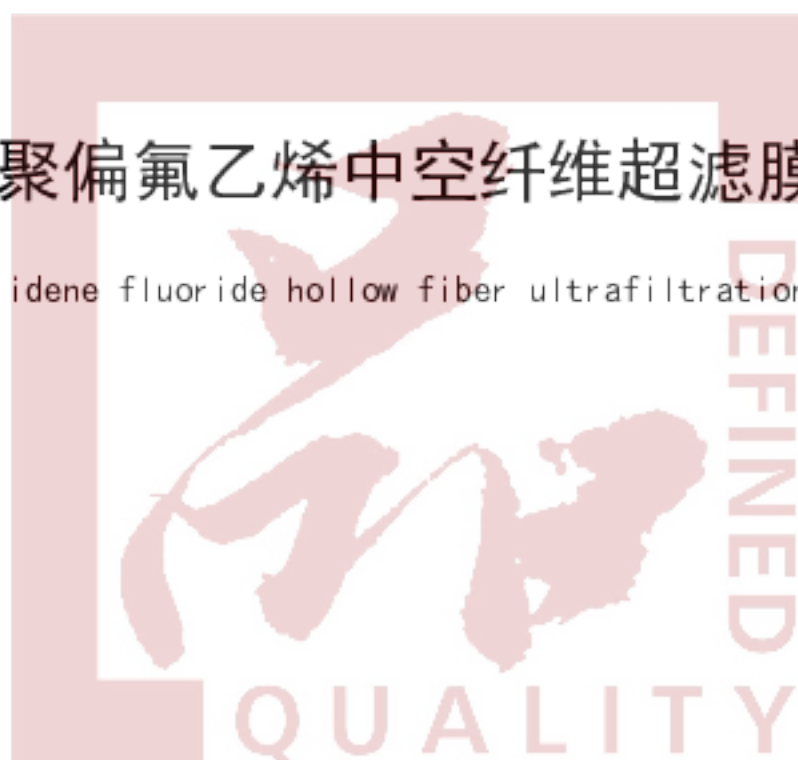 聚偏氟乙烯中空纤维超滤膜
idene fluoride hollow fiber ultrafiltration
DEFINED
QUALITY